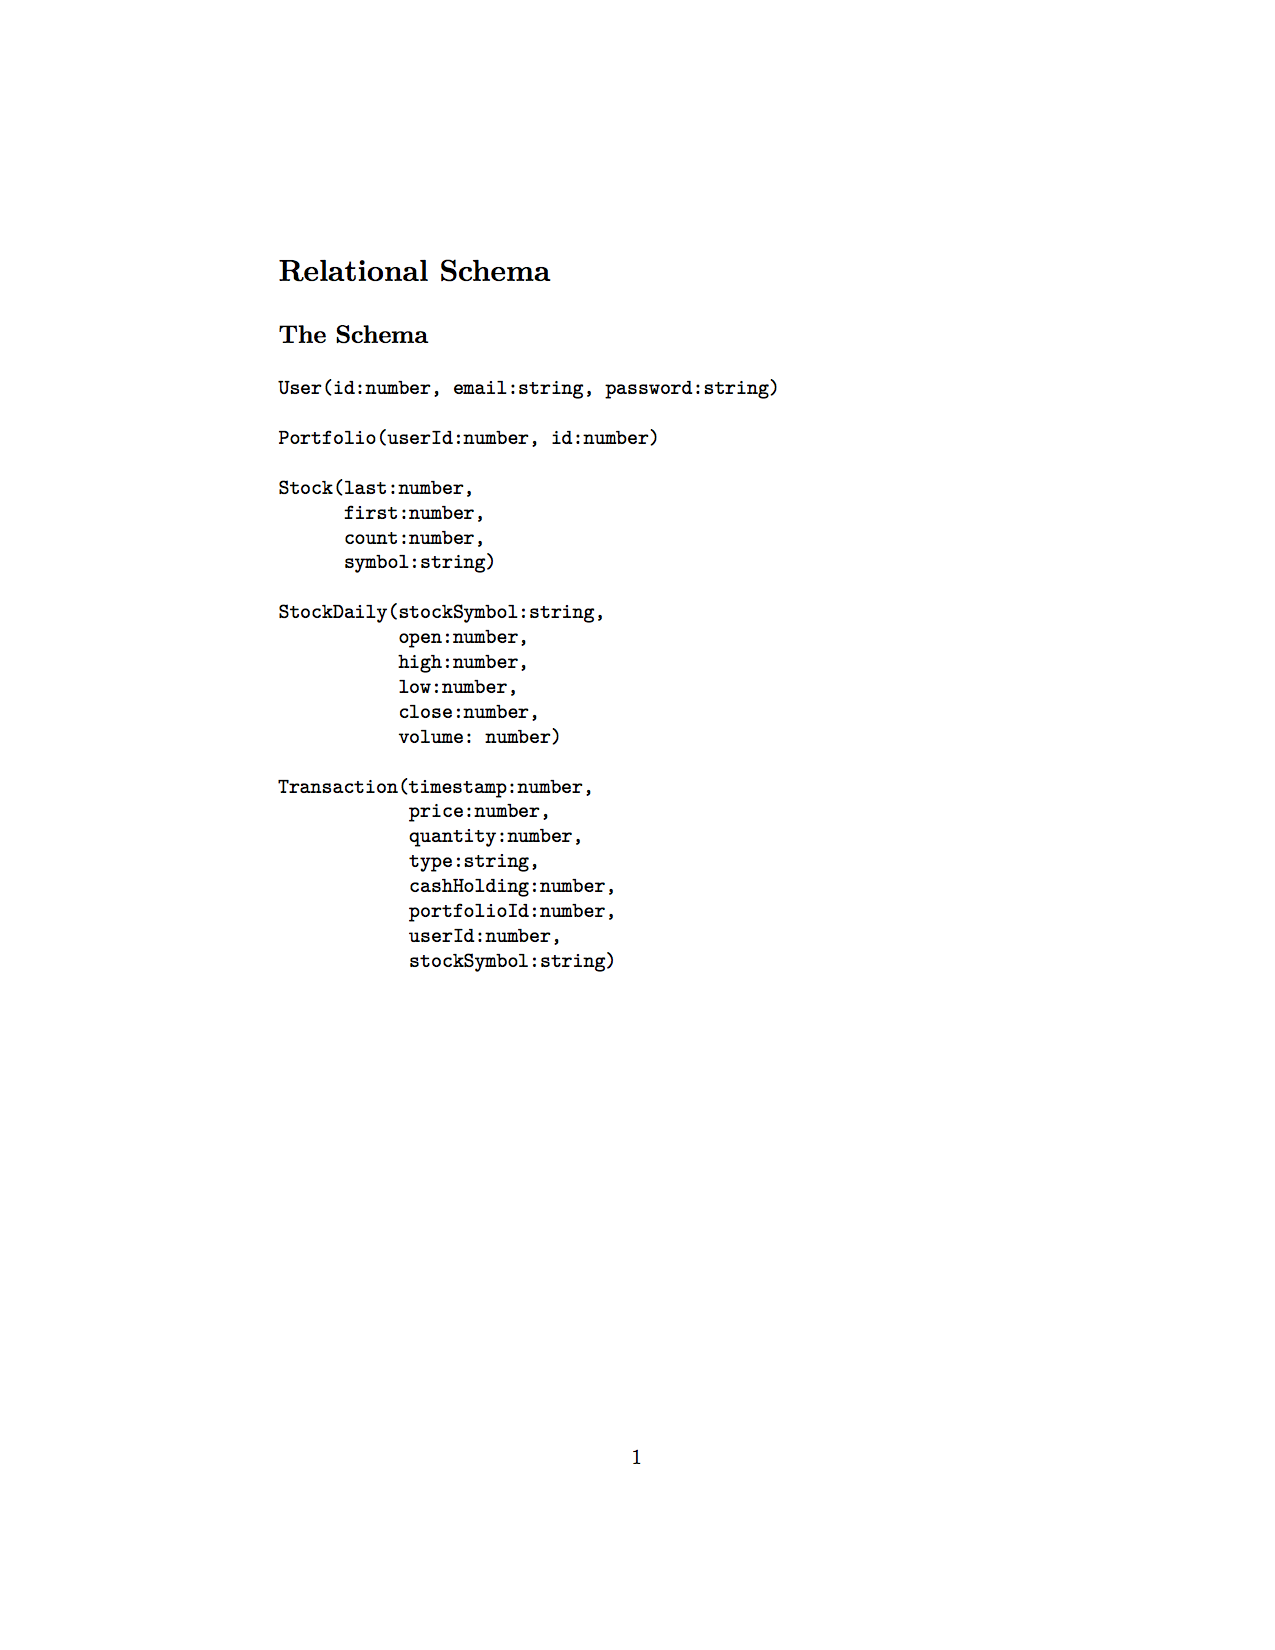 Relational Schema
The Schema
User(id:number, email:string, password:string)
Portfolio(userId:number, id:number)
Stock(last:number,
first:number,
count:number,
symbol:string)
StockDaily(stockSymbol:string,
open:number,
high:number,
low:number,
close:number,
volume: number)
Transaction(timestamp:number,
price:number,
quantity:number,
type:string,
cashHolding:number,
portfolioId:number,
userId:number,
stockSymbol:string)
1